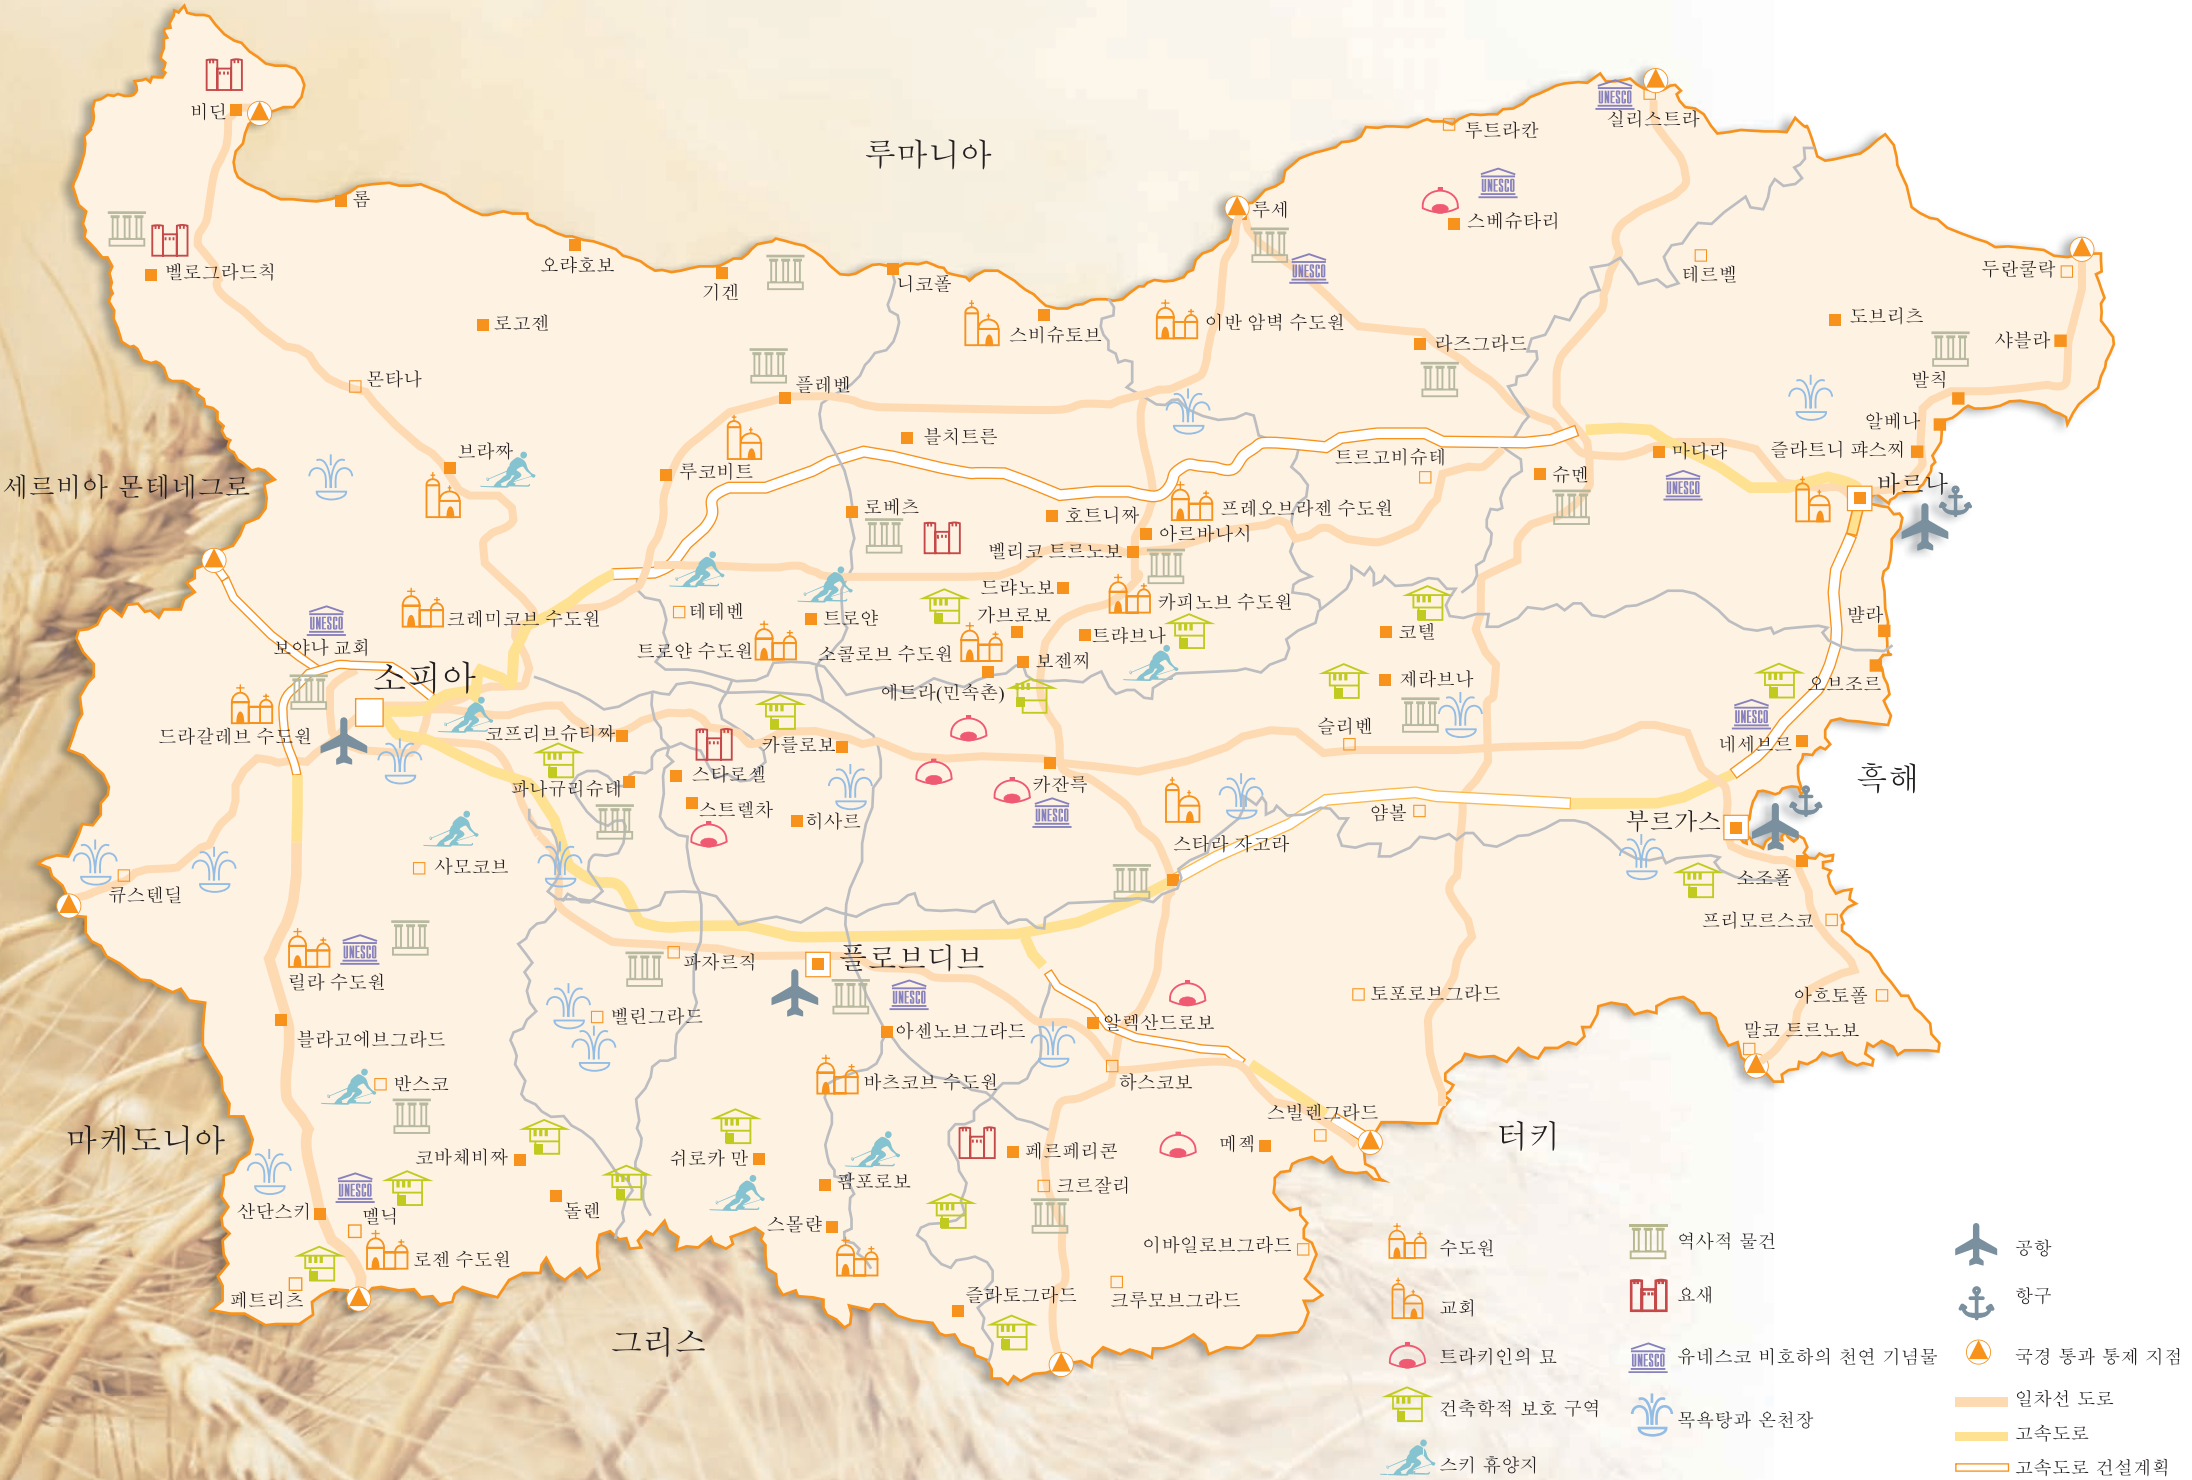 루마니아
비딘
롬
벨로그라드칙
오랴호보
기겐
니코폴
로고젠
스비슈토브
몬타나
플레벤
브라짜
루코비트
블치트른
세르비아 몬테네그로
투트라칸
UNESCO
실리스트라
UNESCO
스베슈타리
루세
UNESCO
테르벨
두란쿨락
이반 암벽 수도원
라즈그라드
도브리츠
샤블라
발칙
알베나
즐라트니 퍄스찌
마다라
UNESCO
트르고비슈테
슈멘
바르나
로베츠
호트니짜
프레오브라젠 수도원
아르바나시
벨리코 트르노보
드랴노보
가브로보
카피노브 수도원
테테벤
트로얀
크레미코브 수도원
UNESCO
보야나 교회
트로얀 수도원
소콜로브 수도원
트랴브나
보젠찌
에트라(민속촌)
코텔
뱔라
제라브나
오브조르
소피아
드라갈레브 수도원
코프리브슈티짜
카를로보
슬리벤
UNESCO
네세브르
파나규리슈테
스타로셀
스트렐차
히사르
카잔륵
UNESCO
흑해
얌볼
부르가스
스타라 자고라
사모코브
큐스텐딜
소조폴
프리모르스코
UNESCO
릴라 수도원
파자르직
플로브디브
UNESCO
벨린그라드
아센노브그라드
알렉산드로보
토포로브그라드
아흐토폴
말코 트르노보
블라고에브그라드
반스코
바츠코브 수도원
하스코보
스빌렌그라드
마케도니아
코바체비짜
쉬로카 만
페르페리콘
메젝
터키
UNESCO
산단스키
멜닉
돌렌
팜포로보
크르잘리
스몰랸
로젠 수도원
페트리츠
이바일로브그라드
즐라토그라드
크루모브그라드
그리스
수도원
교회
트라키인의 묘
건축학적 보호 구역
스키 휴양지
역사적 물건
요새
UNESCO
유네스코 비호하의 천연 기념물
목욕탕과 온천장
공항
항구
국경 통과 통제 지점
일차선 도로
고속도로
고속도로 건설계획